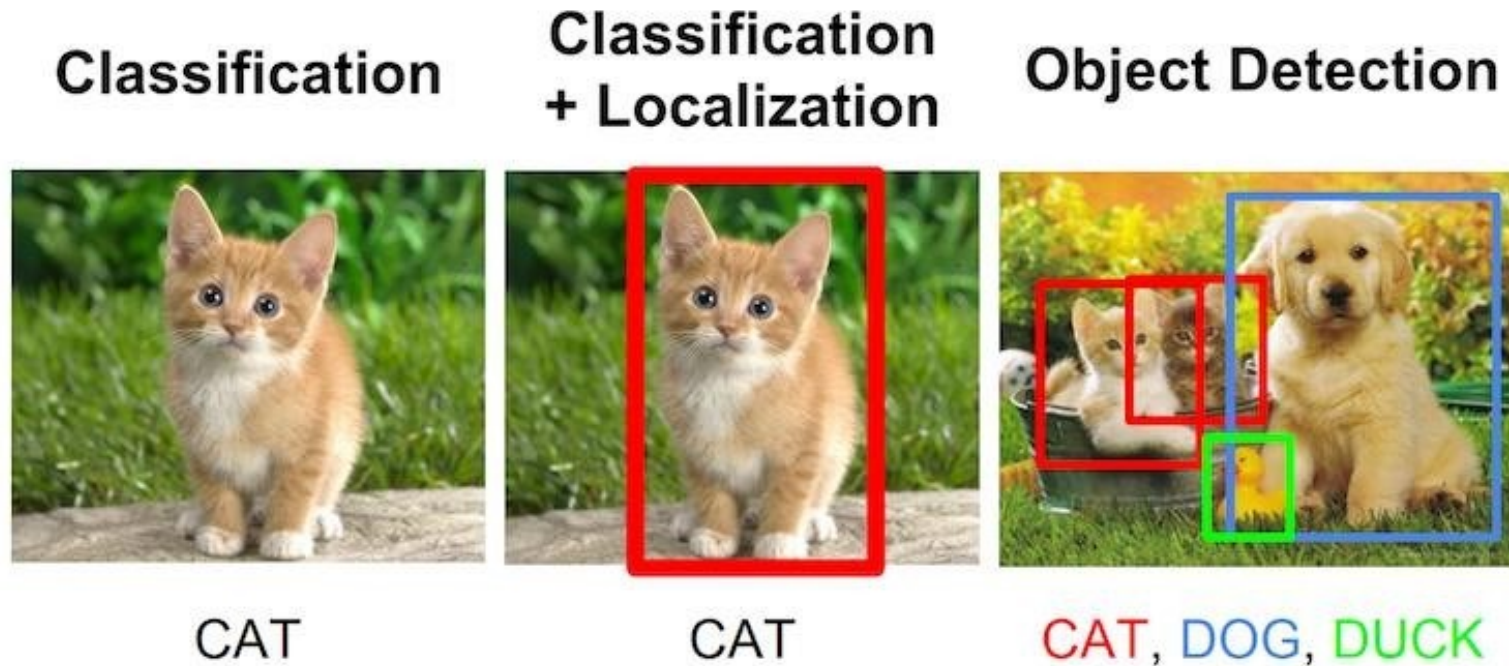 Classification
Classification
+ Localization
Object Detection
CAT
CAT
CAT, DOG, DUCK